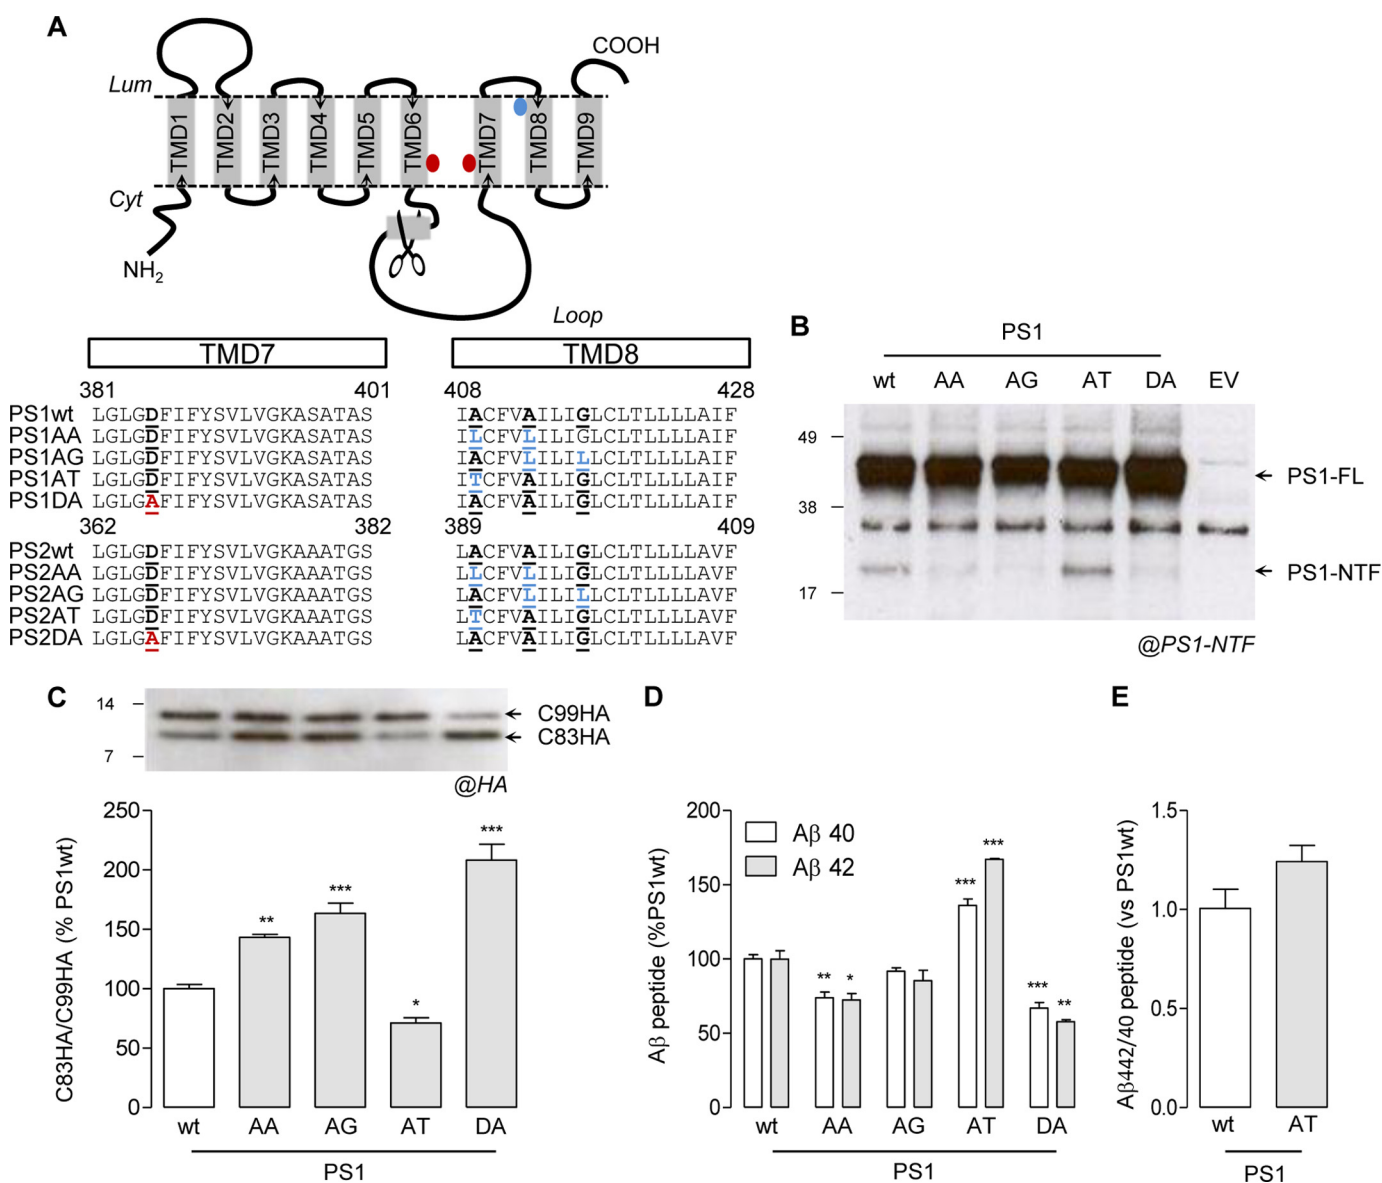 A
COOH
Lum
TMD1 TMD2 TMD3 TMD4 TMD5 TMD6 TMD7 TMD8 TMD9
Cyt
NH2
Loop
TMD7 TMD8
381 401 408 428
PS1wt LGLGDFIFYSVLVGKASATAS IACFVAILIGLCLTLLLLAIF
PS1AA LGLGDFIFYSVLVGKASATAS ILCFVLILIGLCLTLLLLAIF
PS1AG LGLGDFIFYSVLVGKASATAS IACFVLILILLCLTLLLLAIF
PS1AT LGLGDFIFYSVLVGKASATAS ITCFVAILIGLCLTLLLLAIF
PS1DA LGLGAFIFYSVLVGKASATAS IACFVAILIGLCLTLLLLAIF
362 382 389 409
PS2wt LGLGDFIFYSVLVGKAAATGS LACFVAILIGLCLTLLLLAVF
PS2AA LGLGDFIFYSVLVGKAAATGS LLCFVLILIGLCLTLLLLAVF
PS2AG LGLGDFIFYSVLVGKAAATGS LACFVLILILLCLTLLLLAVF
PS2AT LGLGDFIFYSVLVGKAAATGS LTCFVAILIGLCLTLLLLAVF
PS2DA LGLGAFIFYSVLVGKAAATGS LACFVAILIGLCLTLLLLAVF
B
PS1
wt AA AG AT DA EV
49
PS1-FL
38
PS1-NTF
17
@PS1-NTF
C
14
C99HA
C83HA
7
@HA
C83HA/C99HA (% PS1wt)
250
200
150
100
50
0
**
***
*
***
wt AA AG AT DA
PS1
D
Aβ peptide (%PS1wt)
200
150
100
50
0
Aβ 40
Aβ 42
** *
*** ***
*** **
wt AA AG AT DA
PS1
E
Aβ442/40 peptide (vs PS1wt)
1.5
1.0
0.5
0.0
wt AT
PS1